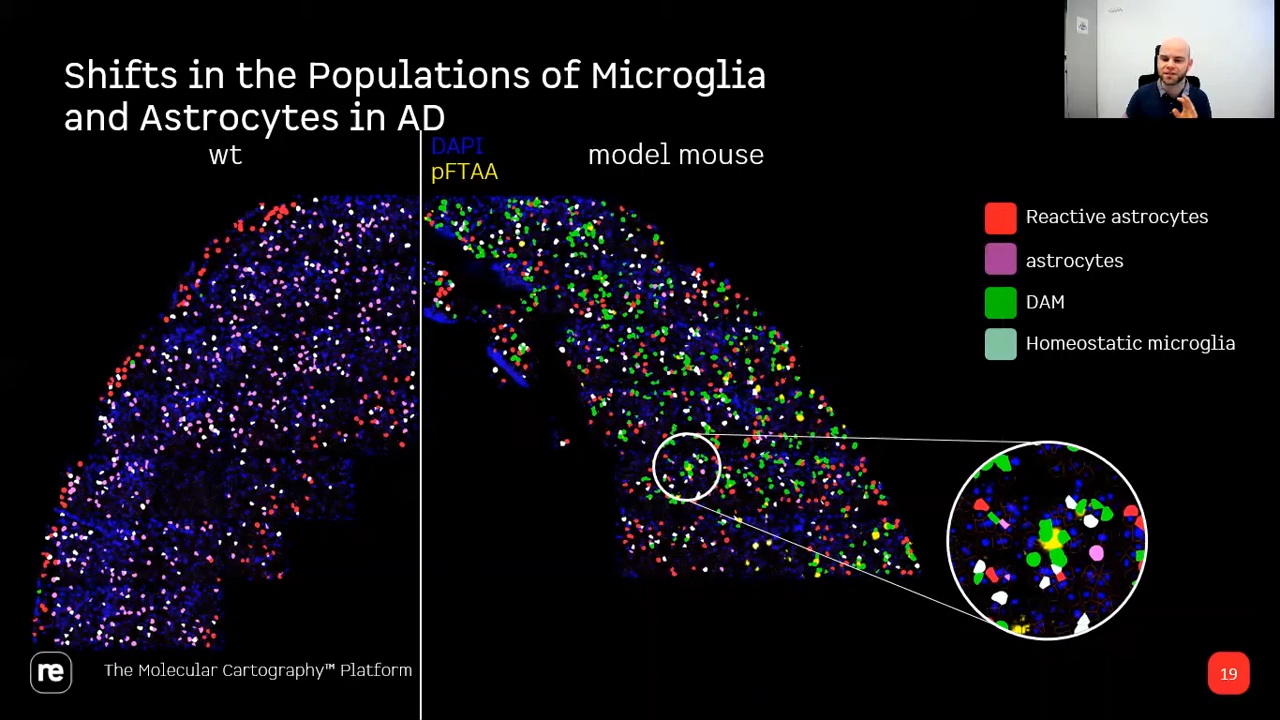 Shifts in the Populations of Microglia
and Astrocytes in AD
wt
DAPI
pFTAA
model mouse
Reactive astrocytes
astrocytes
DAM
Homeostatic microglia
re
The Molecular Cartography™ Platform
19